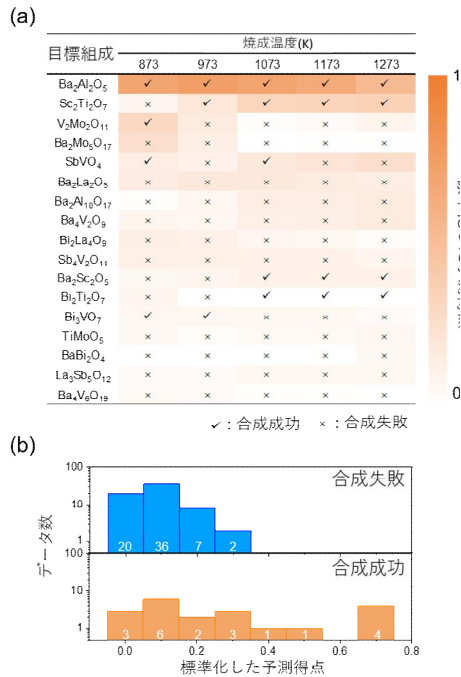 (a)
目標組成 焼成温度(K)
873 973 1073 1173 1273
Ba₂Al₂O₅ ✓ ✓ ✓ ✓ ✓
Sc₂Ti₂O₇ × ✓ ✓ ✓ ✓
V₂Mo₂O₁₁ ✓ × × × ×
Ba₂Mo₅O₁₇ × × × × ×
SbVO₄ ✓ × ✓ × ×
Ba₂La₂O₅ × × × × ×
Ba₂Al₁₀O₁₇ × × × × ×
Ba₄V₂O₉ × × × × ×
Bi₂La₄O₉ × × × × ×
Sb₄V₂O₁₁ × × × × ×
Ba₂Sc₂O₅ × × ✓ ✓ ✓
Bi₂Ti₂O₇ × × ✓ ✓ ✓
Bi₃VO₇ ✓ ✓ × × ×
TiMoO₅ × × × × ×
BaBi₂O₄ × × × × ×
La₃Sb₅O₁₂ × × × × ×
Ba₄V₆O₁₉ × × × × ×
✓ : 合成成功 × : 合成失敗
1
0
(b)
データ数
100
10
1
合成失敗
20 36 7 2
100
10
1
合成成功
3 6 2 3 1 1 4
0.0 0.2 0.4 0.6 0.8
標準化した予測得点